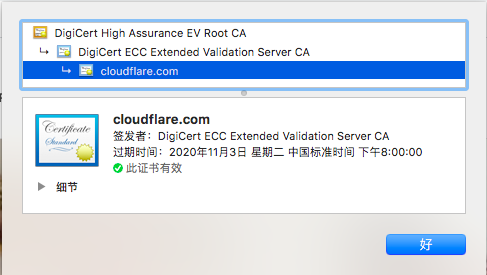 DigiCert High Assurance EV Root CA
DigiCert ECC Extended Validation Server CA
cloudflare.com
Certificate
Standard
cloudflare.com
签发者：DigiCert ECC Extended Validation Server CA
过期时间：2020年11月3日 星期二 中国标准时间 下午8:00:00
此证书有效
细节
好